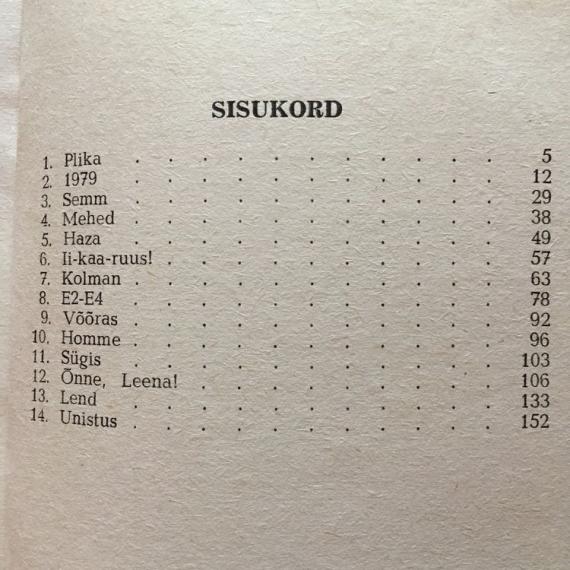 SISUKORD
1. Plika . . . . . . . . . . . 5
2. 1979 . . . . . . . . . . . 12
3. Semm . . . . . . . . . . . 29
4. Mehed . . . . . . . . . . . 38
5. Haza . . . . . . . . . . . 49
6. Ii-kaa-ruus! . . . . . . . . . . 57
7. Kolman . . . . . . . . . . . 63
8. E2-E4 . . . . . . . . . . . 78
9. Võõras . . . . . . . . . . . 92
10. Homme . . . . . . . . . . . 96
11. Sügis . . . . . . . . . . . 103
12. Õnne, Leena! . . . . . . . . . 106
13. Lend . . . . . . . . . . . 133
14. Unistus . . . . . . . . . . . 152